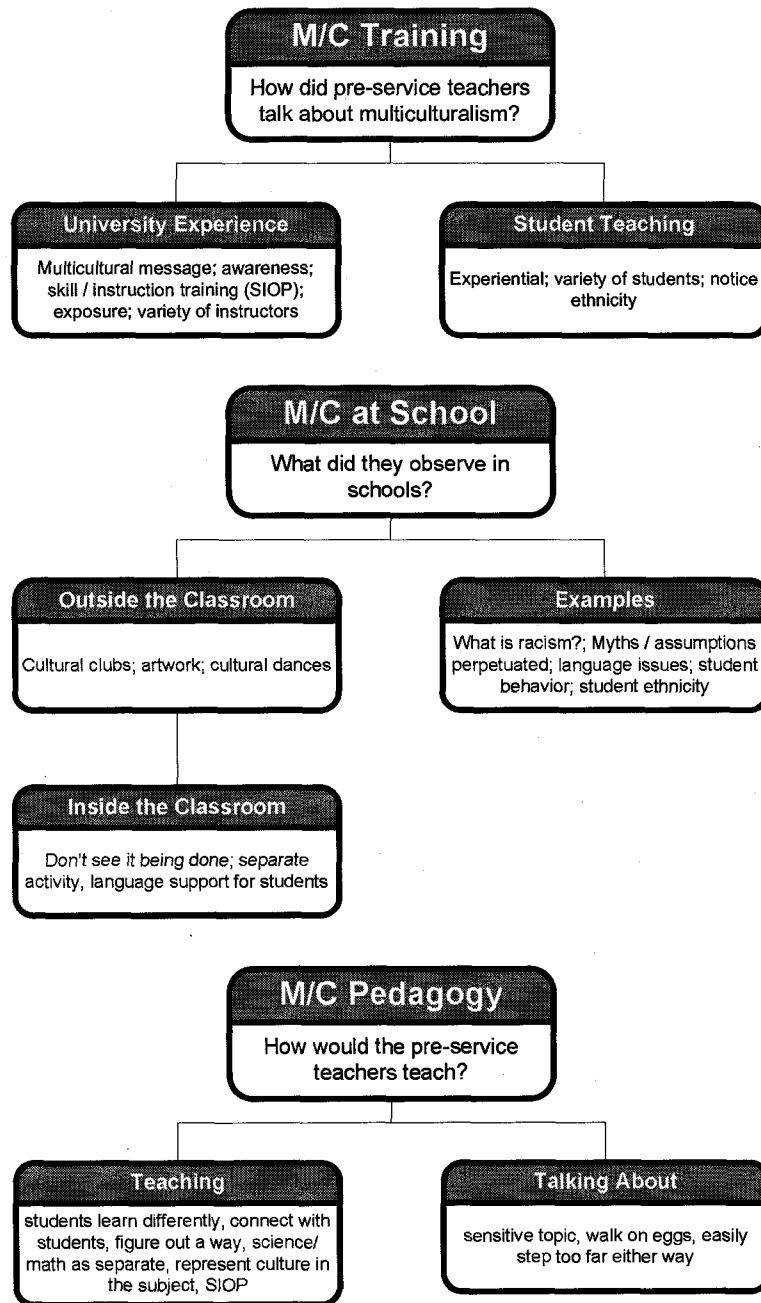 M/C Training
How did pre-service teachers
talk about multiculturalism?
University Experience
Multicultural message; awareness;
skill / instruction training (SIOP);
exposure; variety of instructors
Student Teaching
Experiential; variety of students; notice
ethnicity
M/C at School
What did they observe in
schools?
Outside the Classroom
Cultural clubs; artwork; cultural dances
Examples
What is racism?; Myths / assumptions
perpetuated; language issues; student
behavior; student ethnicity
Inside the Classroom
Don't see it being done; separate
activity, language support for students
M/C Pedagogy
How would the pre-service
teachers teach?
Teaching
students learn differently, connect with
students, figure out a way, science/
math as separate, represent culture in
the subject, SIOP
Talking About
sensitive topic, walk on eggs, easily
step too far either way